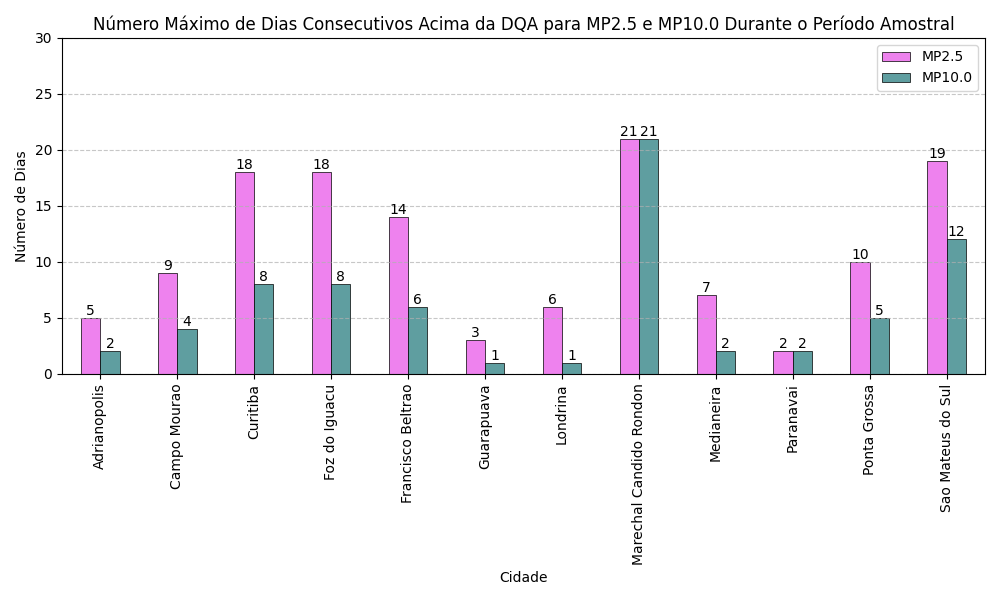 Número Máximo de Dias Consecutivos Acima da DQA para MP2.5 e MP10.0 Durante o Período Amostral
MP2.5
MP10.0
Número de Dias
30
25
20
15
10
5
0
5 2
9 4
18 8
18 8
14 6
3 1
6 1
21 21
7 2
2 2
10 5
19 12
Adrianopolis
Campo Mourao
Curitiba
Foz do Iguacu
Francisco Beltrao
Guarapuava
Londrina
Marechal Candido Rondon
Medianeira
Paranavai
Ponta Grossa
Sao Mateus do Sul
Cidade